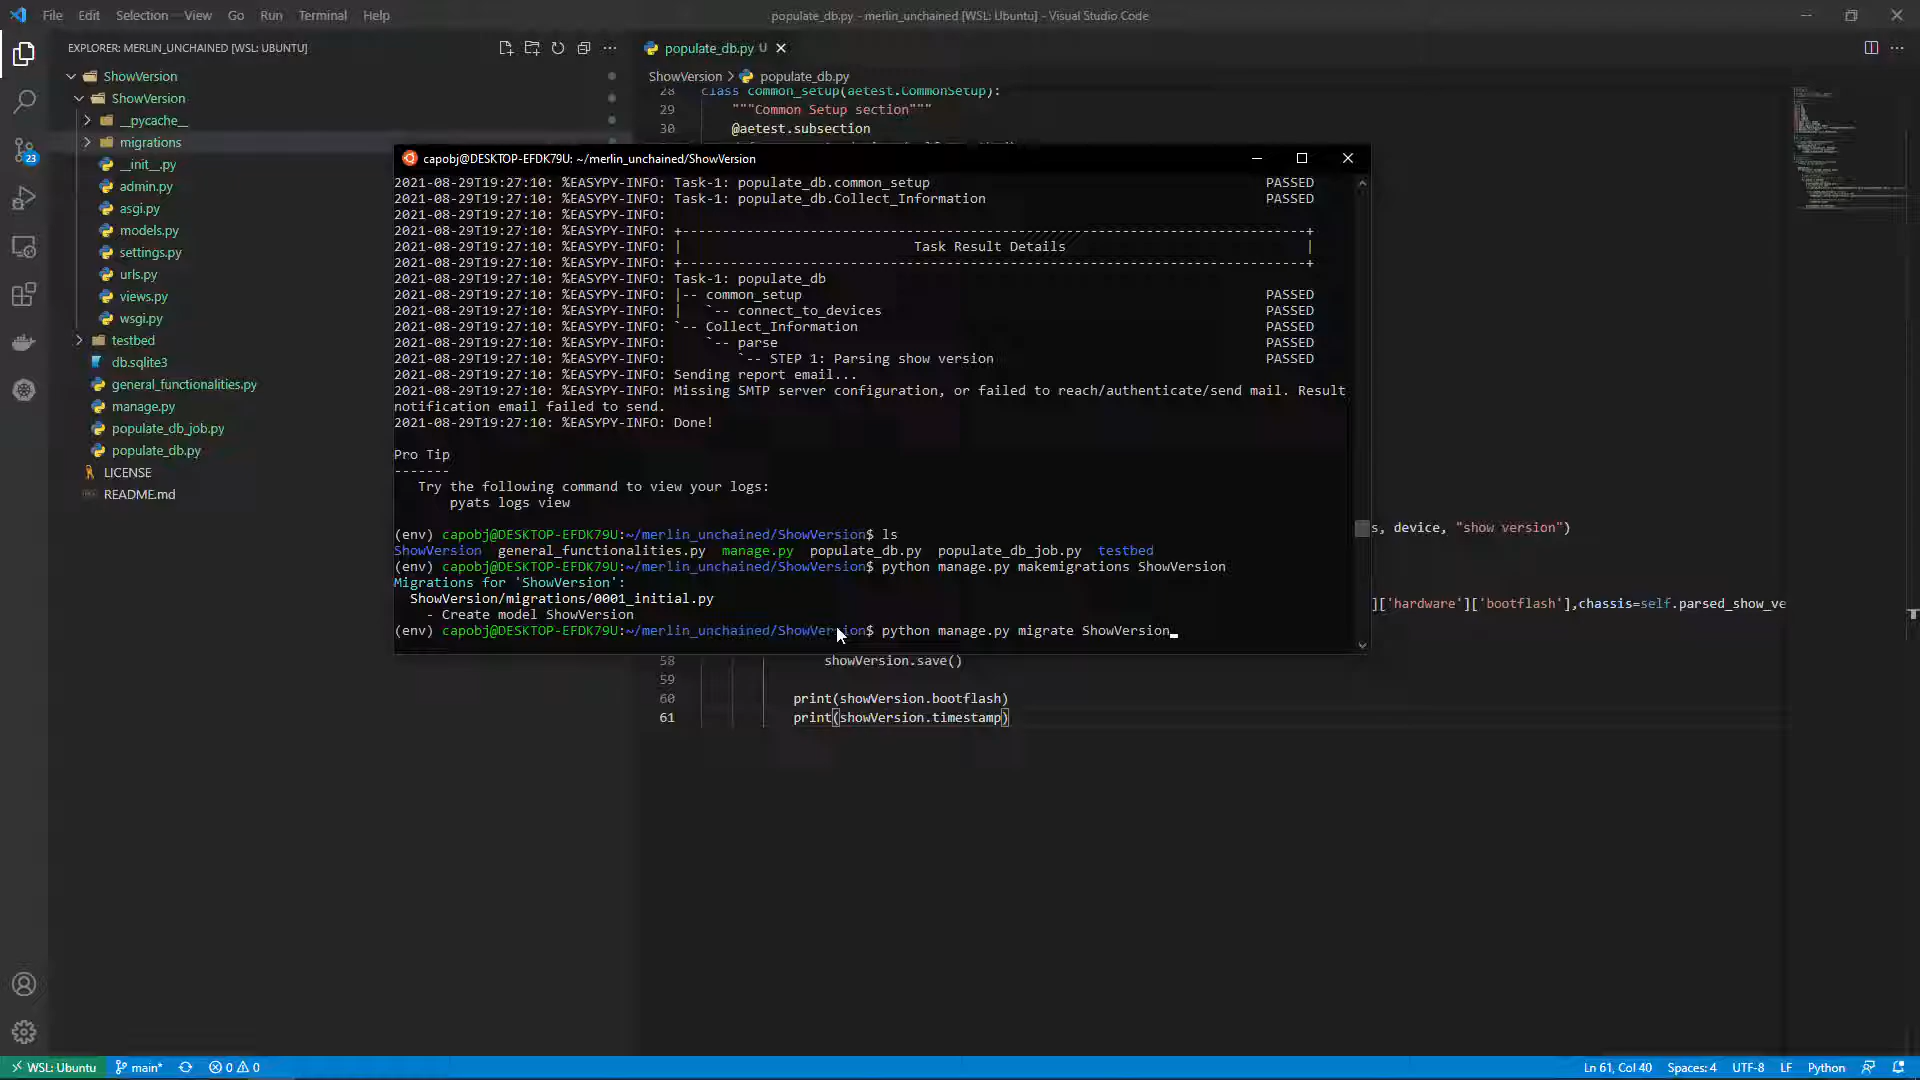 File Edit Selection View Go Run Terminal Help
populate_db.py - merlin_unchained [WSL: Ubuntu] - Visual Studio Code
EXPLORER: MERLIN_UNCHAINED [WSL: UBUNTU]
ShowVersion
ShowVersion
__pycache__
migrations
__init__.py
admin.py
asgi.py
models.py
settings.py
urls.py
views.py
wsgi.py
testbed
db.sqlite3
general_functionalities.py
manage.py
populate_db_job.py
populate_db.py
LICENSE
README.md
23
populate_db.py U
ShowVersion > populate_db.py
28 class common_setup(aetest.CommonSetup):
29 """Common Setup section"""
30 @aetest.subsection
capobj@DESKTOP-EFDK79U: ~/merlin_unchained/ShowVersion
2021-08-29T19:27:10: %EASYPY-INFO: Task-1: populate_db.common_setup PASSED
2021-08-29T19:27:10: %EASYPY-INFO: Task-1: populate_db.Collect_Information PASSED
2021-08-29T19:27:10: %EASYPY-INFO:
2021-08-29T19:27:10: %EASYPY-INFO: +------------------------------------------------------------------------------+
2021-08-29T19:27:10: %EASYPY-INFO: | Task Result Details |
2021-08-29T19:27:10: %EASYPY-INFO: +------------------------------------------------------------------------------+
2021-08-29T19:27:10: %EASYPY-INFO: Task-1: populate_db
2021-08-29T19:27:10: %EASYPY-INFO: |-- common_setup PASSED
2021-08-29T19:27:10: %EASYPY-INFO: | `-- connect_to_devices PASSED
2021-08-29T19:27:10: %EASYPY-INFO: `-- Collect_Information PASSED
2021-08-29T19:27:10: %EASYPY-INFO: `-- parse PASSED
2021-08-29T19:27:10: %EASYPY-INFO: `-- STEP 1: Parsing show version PASSED
2021-08-29T19:27:10: %EASYPY-INFO: Sending report email...
2021-08-29T19:27:10: %EASYPY-INFO: Missing SMTP server configuration, or failed to reach/authenticate/send mail. Result
notification email failed to send.
2021-08-29T19:27:10: %EASYPY-INFO: Done!
Pro Tip
-------
Try the following command to view your logs:
pyats logs view
(env) capobj@DESKTOP-EFDK79U:~/merlin_unchained/ShowVersion$ ls
ShowVersion general_functionalities.py manage.py populate_db.py populate_db_job.py testbed
(env) capobj@DESKTOP-EFDK79U:~/merlin_unchained/ShowVersion$ python manage.py makemigrations ShowVersion
Migrations for 'ShowVersion':
ShowVersion/migrations/0001_initial.py
- Create model ShowVersion
(env) capobj@DESKTOP-EFDK79U:~/merlin_unchained/ShowVersion$ python manage.py migrate ShowVersion
s, device, "show version")
]['hardware']['bootflash'],chassis=self.parsed_show_ve
58 showVersion.save()
59
60 print(showVersion.bootflash)
61 print(showVersion.timestamp)
WSL: Ubuntu main* 0 0 Ln 61, Col 40 Spaces: 4 UTF-8 LF Python